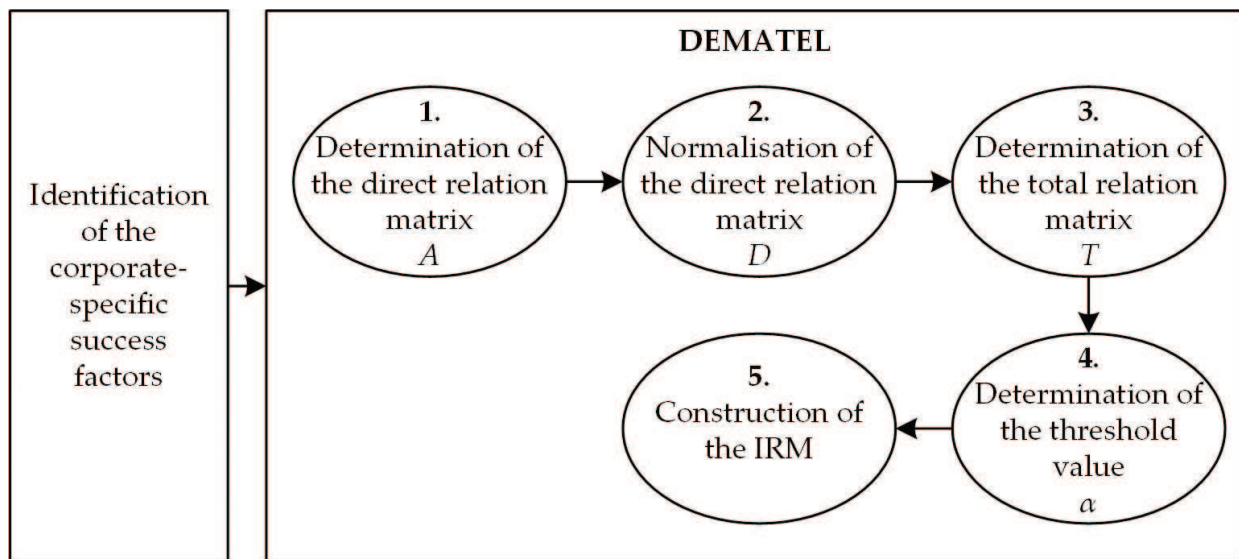 Identification
of the
corporate-
specific
success
factors
DEMATEL
1.
Determination of
the direct relation
matrix
A
2.
Normalisation of
the direct relation
matrix
D
3.
Determination of
the total relation
matrix
T
4.
Determination of
the threshold
value
α
5.
Construction of
the IRM